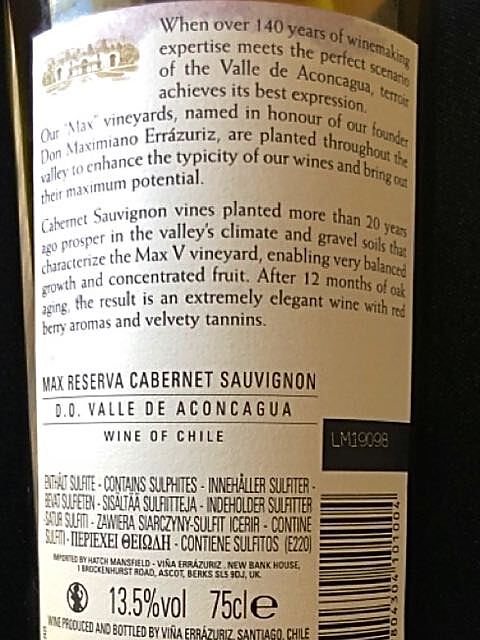 When over 140 years of winemaking
expertise meets the perfect scenario
of the Valle de Aconcagua, terroir
achieves its best expression.
Our "Max" vineyards, named in honour of our founder
Don Maximiano Errázuriz, are planted throughout the
valley to enhance the typicity of our wines and bring out
their maximum potential.
Cabernet Sauvignon vines planted more than 20 years
ago prosper in the valley's climate and gravel soils that
characterize the Max V vineyard, enabling very balanced
growth and concentrated fruit. After 12 months of oak
aging, the result is an extremely elegant wine with red
berry aromas and velvety tannins.
MAX RESERVA CABERNET SAUVIGNON
D.O. VALLE DE ACONCAGUA
WINE OF CHILE
LM19098
ENTHÄLT SULFITE - CONTAINS SULPHITES - INNEHÅLLER SULFITER -
BEVAT SULFIETEN - SISÄLTÄÄ SULFIITTEJA - INDEHOLDER SULFITTER
-SATUR SULFITI - ZAWIERA SIARCZYNY-SULFIT ICERIR - CONTINE
SULFITI - ΠΕΡΙΕΧΕΙ ΘΕΙΩΔΗ - CONTIENE SULFITOS (E220)
IMPORTED BY HATCH MANSFIELD - VIÑA ERRÁZURIZ . NEW BANK HOUSE,
1 BROCKENHURST ROAD, ASCOT, BERKS SL5 9DJ, UK.
13.5%vol 75cl e
WINE PRODUCED AND BOTTLED BY VIÑA ERRÁZURIZ, SANTIAGO, CHILE
804304101004